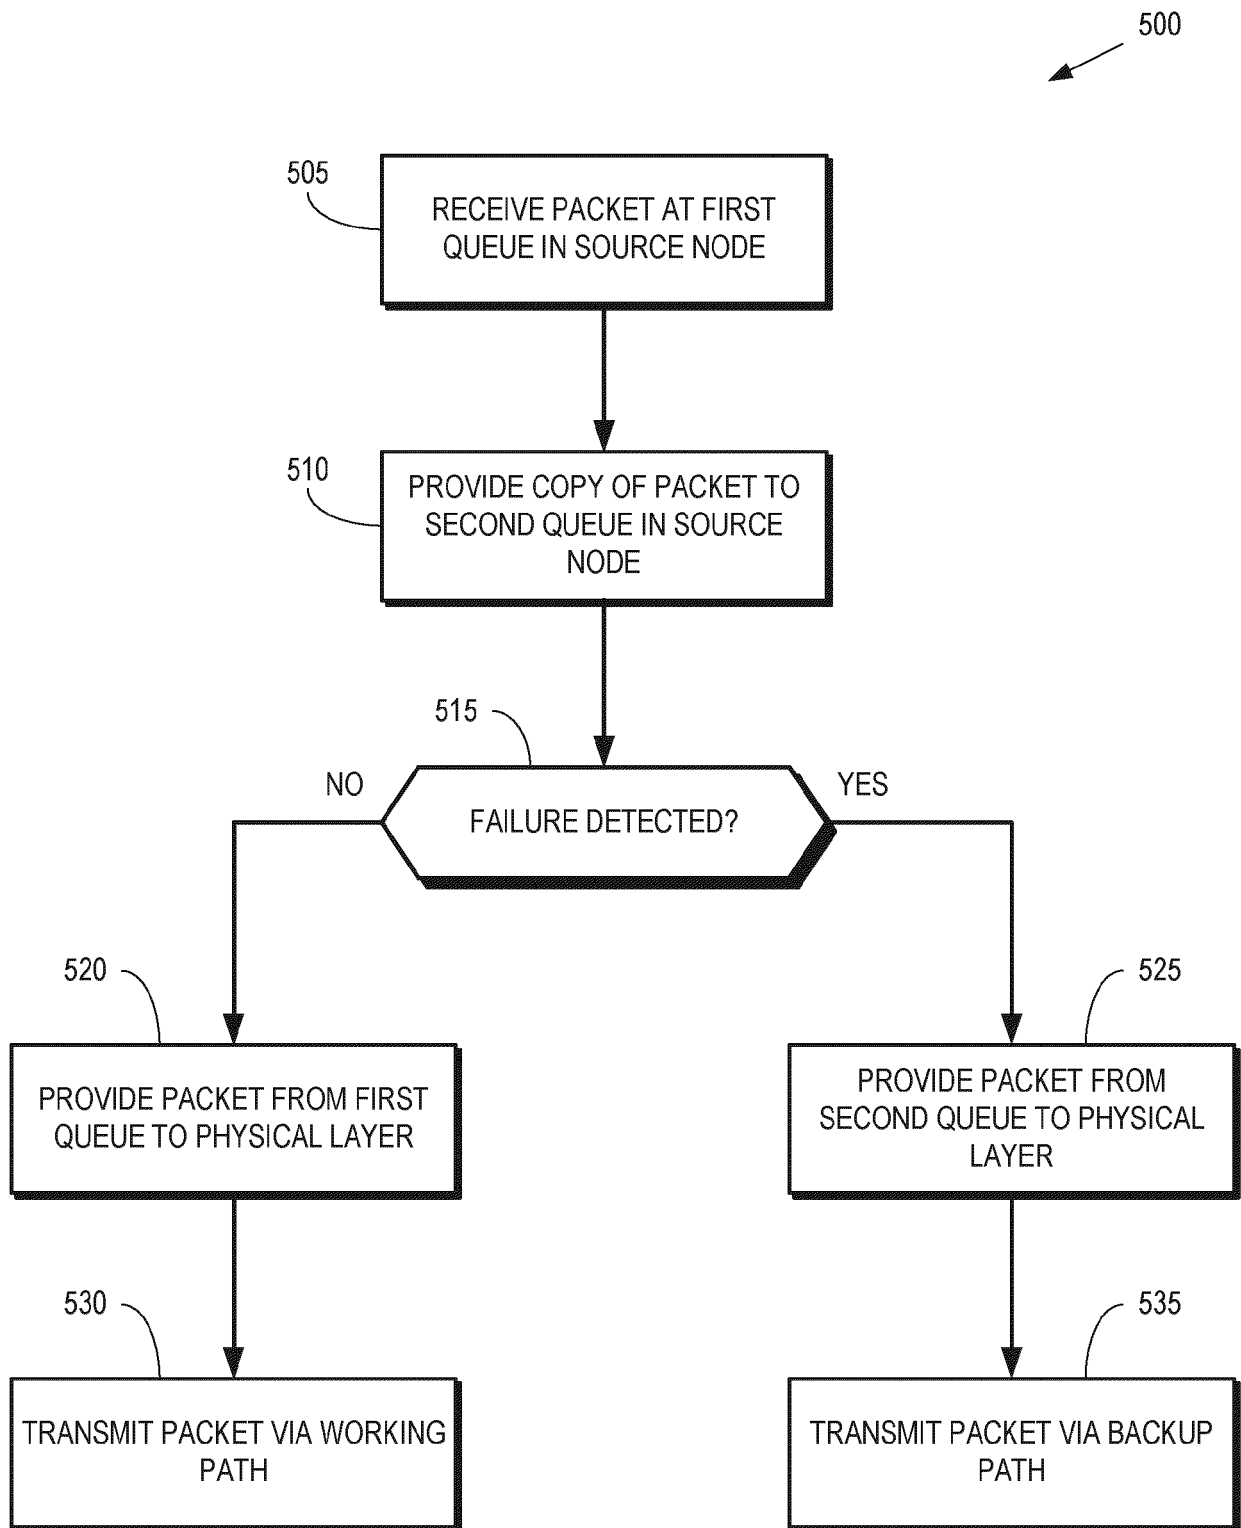 500
505
RECEIVE PACKET AT FIRST
QUEUE IN SOURCE NODE
510
PROVIDE COPY OF PACKET TO
SECOND QUEUE IN SOURCE
NODE
515
NO
YES
FAILURE DETECTED?
520
525
PROVIDE PACKET FROM FIRST
QUEUE TO PHYSICAL LAYER
PROVIDE PACKET FROM
SECOND QUEUE TO PHYSICAL
LAYER
530
535
TRANSMIT PACKET VIA WORKING
PATH
TRANSMIT PACKET VIA BACKUP
PATH